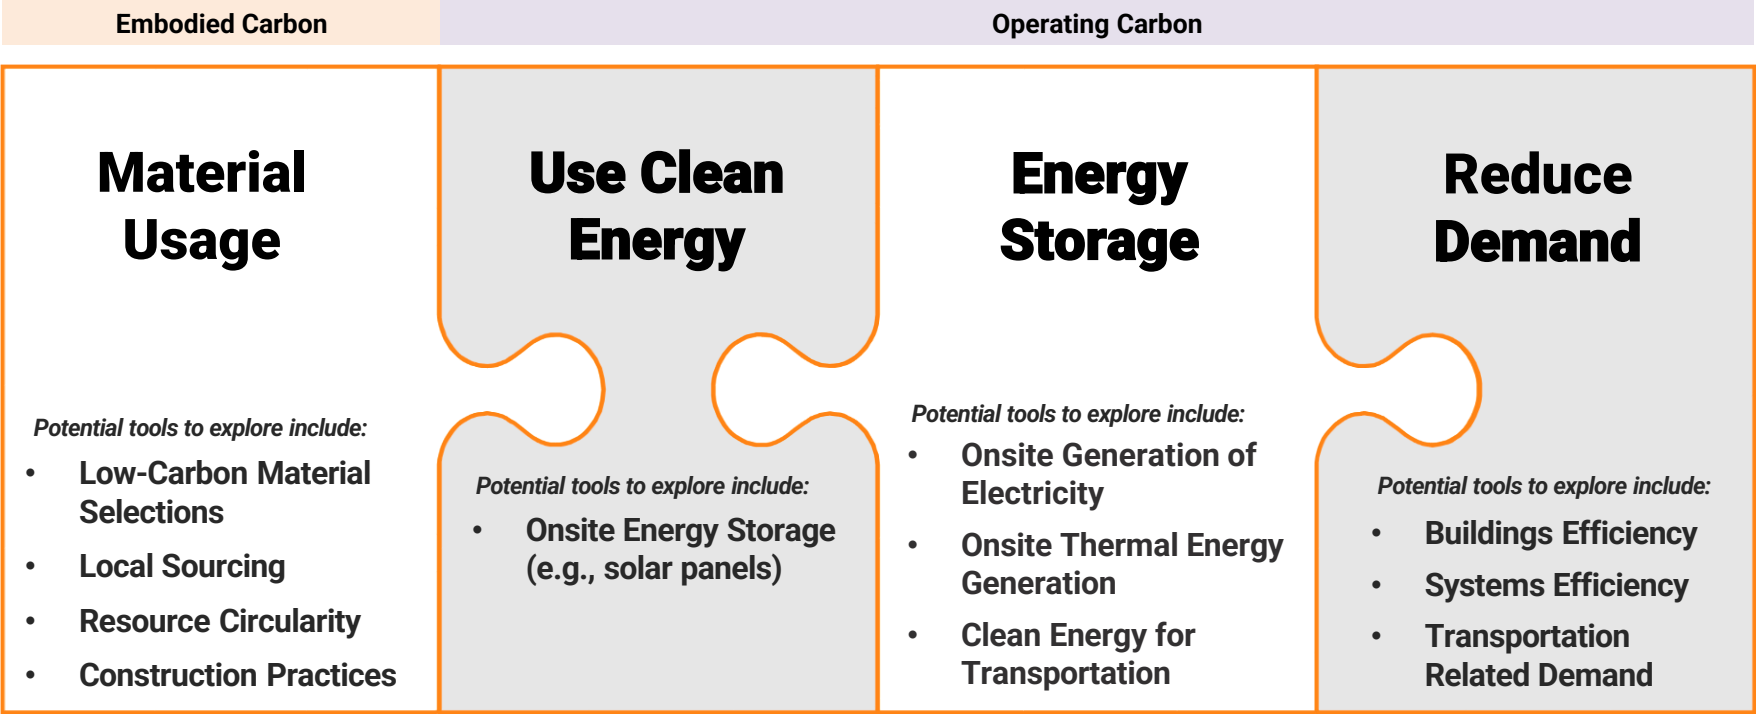 Embodied Carbon
Operating Carbon
Material
Usage
Potential tools to explore include:
• Low-Carbon Material
Selections
• Local Sourcing
• Resource Circularity
• Construction Practices
Use Clean
Energy
Potential tools to explore include:
• Onsite Energy Storage
(e.g., solar panels)
Energy
Storage
Potential tools to explore include:
• Onsite Generation of
Electricity
• Onsite Thermal Energy
Generation
• Clean Energy for
Transportation
Reduce
Demand
Potential tools to explore include:
• Buildings Efficiency
• Systems Efficiency
• Transportation
Related Demand